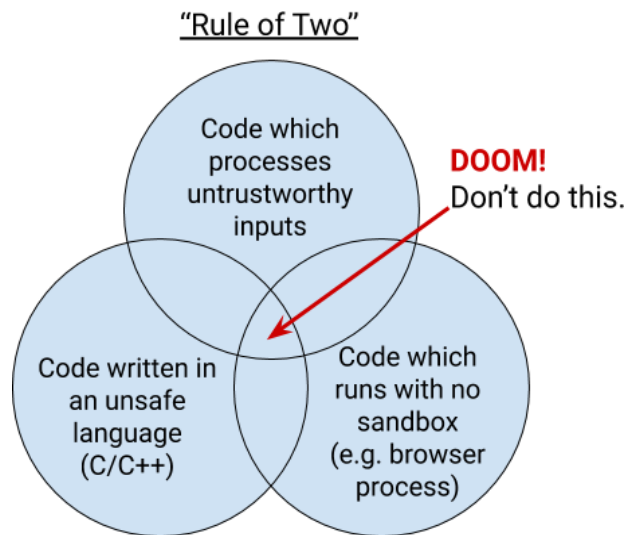 “Rule of Two”
Code which
processes
untrustworthy
inputs
DOOM!
Don’t do this.
Code written in
an unsafe
language
(C/C++)
Code which
runs with no
sandbox
(e.g. browser
process)